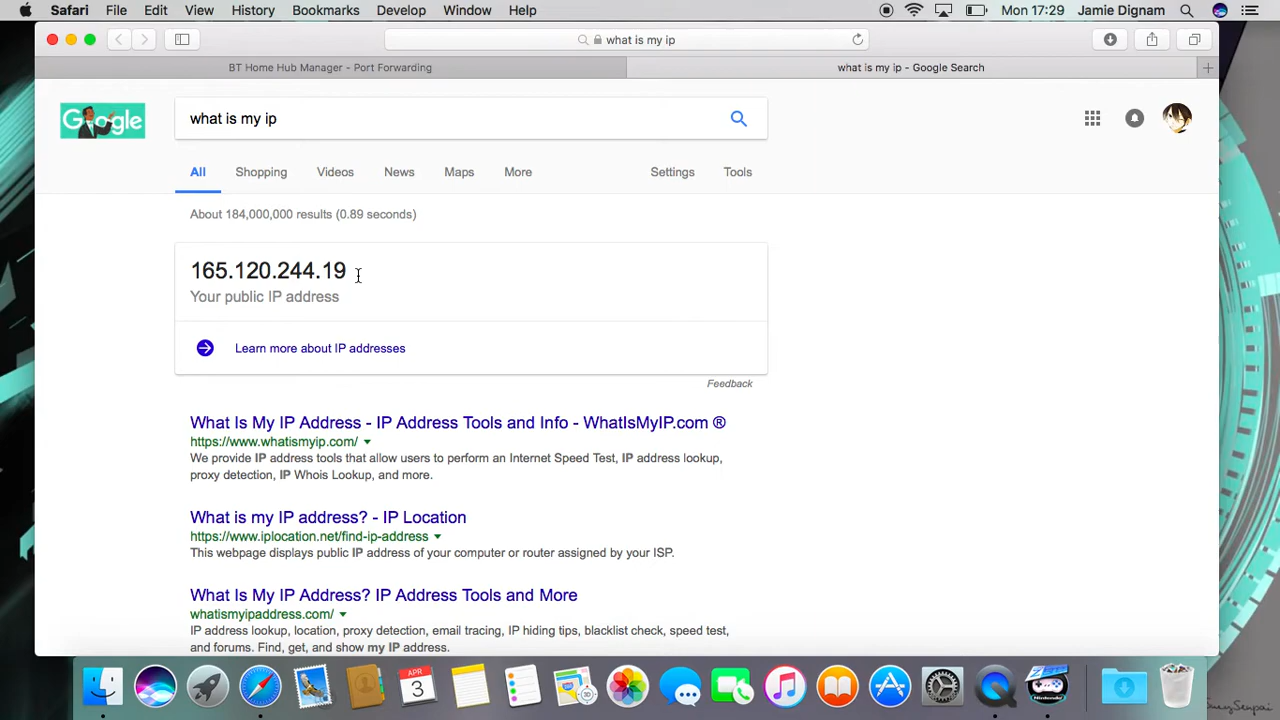 Safari File Edit View History Bookmarks Develop Window Help Mon 17:29 Jamie Dignam
what is my ip
BT Home Hub Manager - Port Forwarding
what is my ip - Google Search
Google
what is my ip
All Shopping Videos News Maps More Settings Tools
About 184,000,000 results (0.89 seconds)
165.120.244.19
Your public IP address
Learn more about IP addresses
Feedback
What Is My IP Address - IP Address Tools and Info - WhatIsMyIP.com ®
https://www.whatismyip.com/
We provide IP address tools that allow users to perform an Internet Speed Test, IP address lookup,
proxy detection, IP Whois Lookup, and more.
What is my IP address? - IP Location
https://www.iplocation.net/find-ip-address
This webpage displays public IP address of your computer or router assigned by your ISP.
What Is My IP Address? IP Address Tools and More
whatismyipaddress.com/
IP address lookup, location, proxy detection, email tracing, IP hiding tips, blacklist check, speed test,
and forums. Find, get, and show my IP address.
APR
3